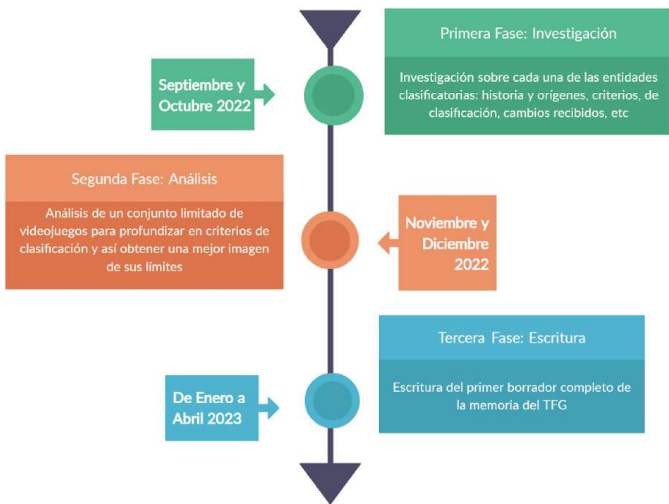 Primera Fase: Investigación
Septiembre y
Octubre 2022
Investigación sobre cada una de las entidades
clasificatorias: historia y orígenes, criterios, de
clasificación, cambios recibidos, etc
Segunda Fase: Análisis
Análisis de un conjunto limitado de
videojuegos para profundizar en criterios de
clasificación y así obtener una mejor imagen
de sus límites
Noviembre y
Diciembre
2022
Tercera Fase: Escritura
De Enero a
Abril 2023
Escritura del primer borrador completo de
la memoria del TFG